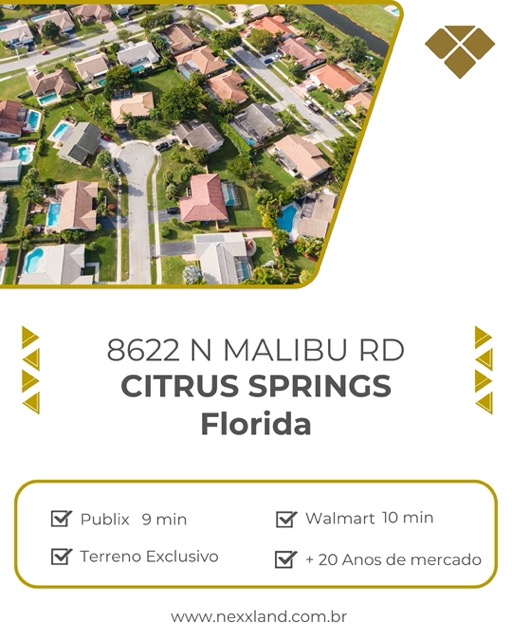 8622 N MALIBU RD
CITRUS SPRINGS
Florida
Publix 9 min
Walmart 10 min
Terreno Exclusivo
+ 20 Anos de mercado
www.nexxland.com.br